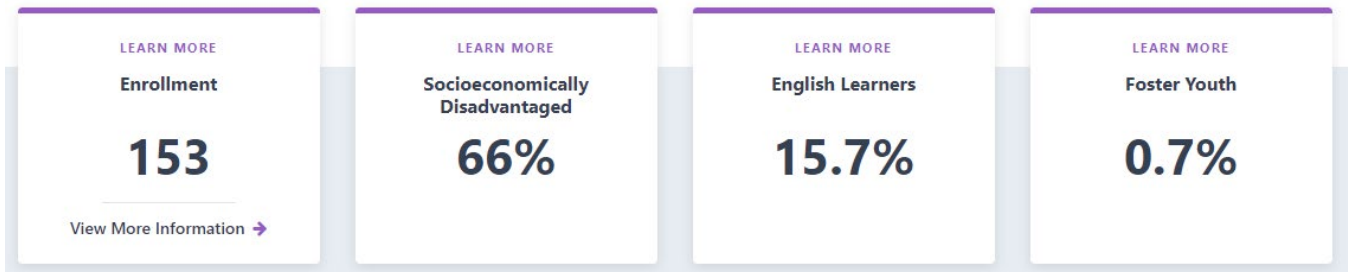 LEARN MORE
Enrollment
153
View More Information
LEARN MORE
Socioeconomically
Disadvantaged
66%
LEARN MORE
English Learners
15.7%
LEARN MORE
Foster Youth
0.7%